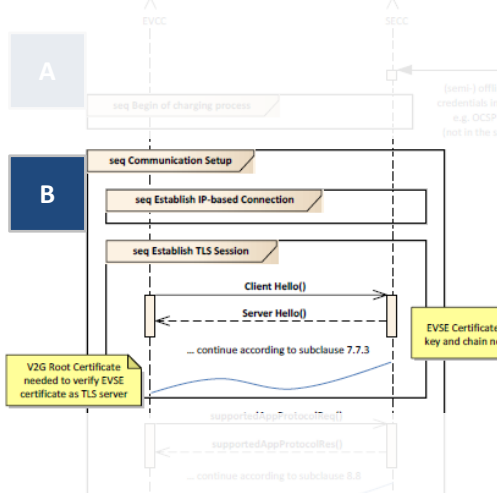 EVCC
SECC
A
(semi-) offli
credentials in
e.g. OCSP
(not in the s
seq Begin of charging process
B
seq Communication Setup
seq Establish IP-based Connection
seq Establish TLS Session
Client Hello()
Server Hello()
EVSE Certificate
key and chain ne
... continue according to subclause 7.7.3
V2G Root Certificate
needed to verify EVSE
certificate as TLS server
supportedAppProtocolReq()
supportedAppProtocolRes()
... continue according to subclause 8.8